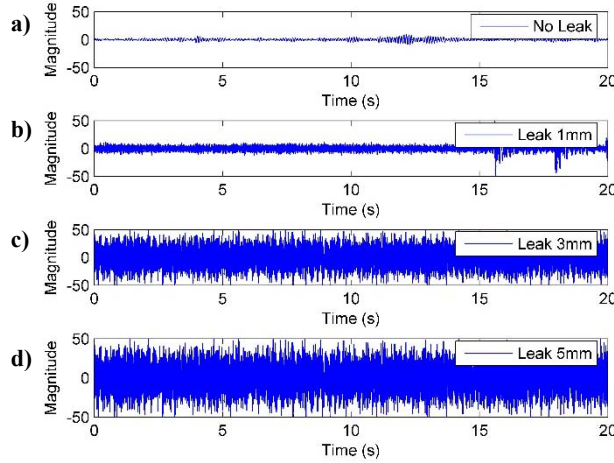 a)
Magnitude
50
0
-50
No Leak
0 5 10 15 20
Time (s)
b)
Magnitude
50
0
-50
Leak 1mm
0 5 10 15 20
Time (s)
c)
Magnitude
50
0
-50
Leak 3mm
0 5 10 15 20
Time (s)
d)
Magnitude
50
0
-50
Leak 5mm
0 5 10 15 20
Time (s)